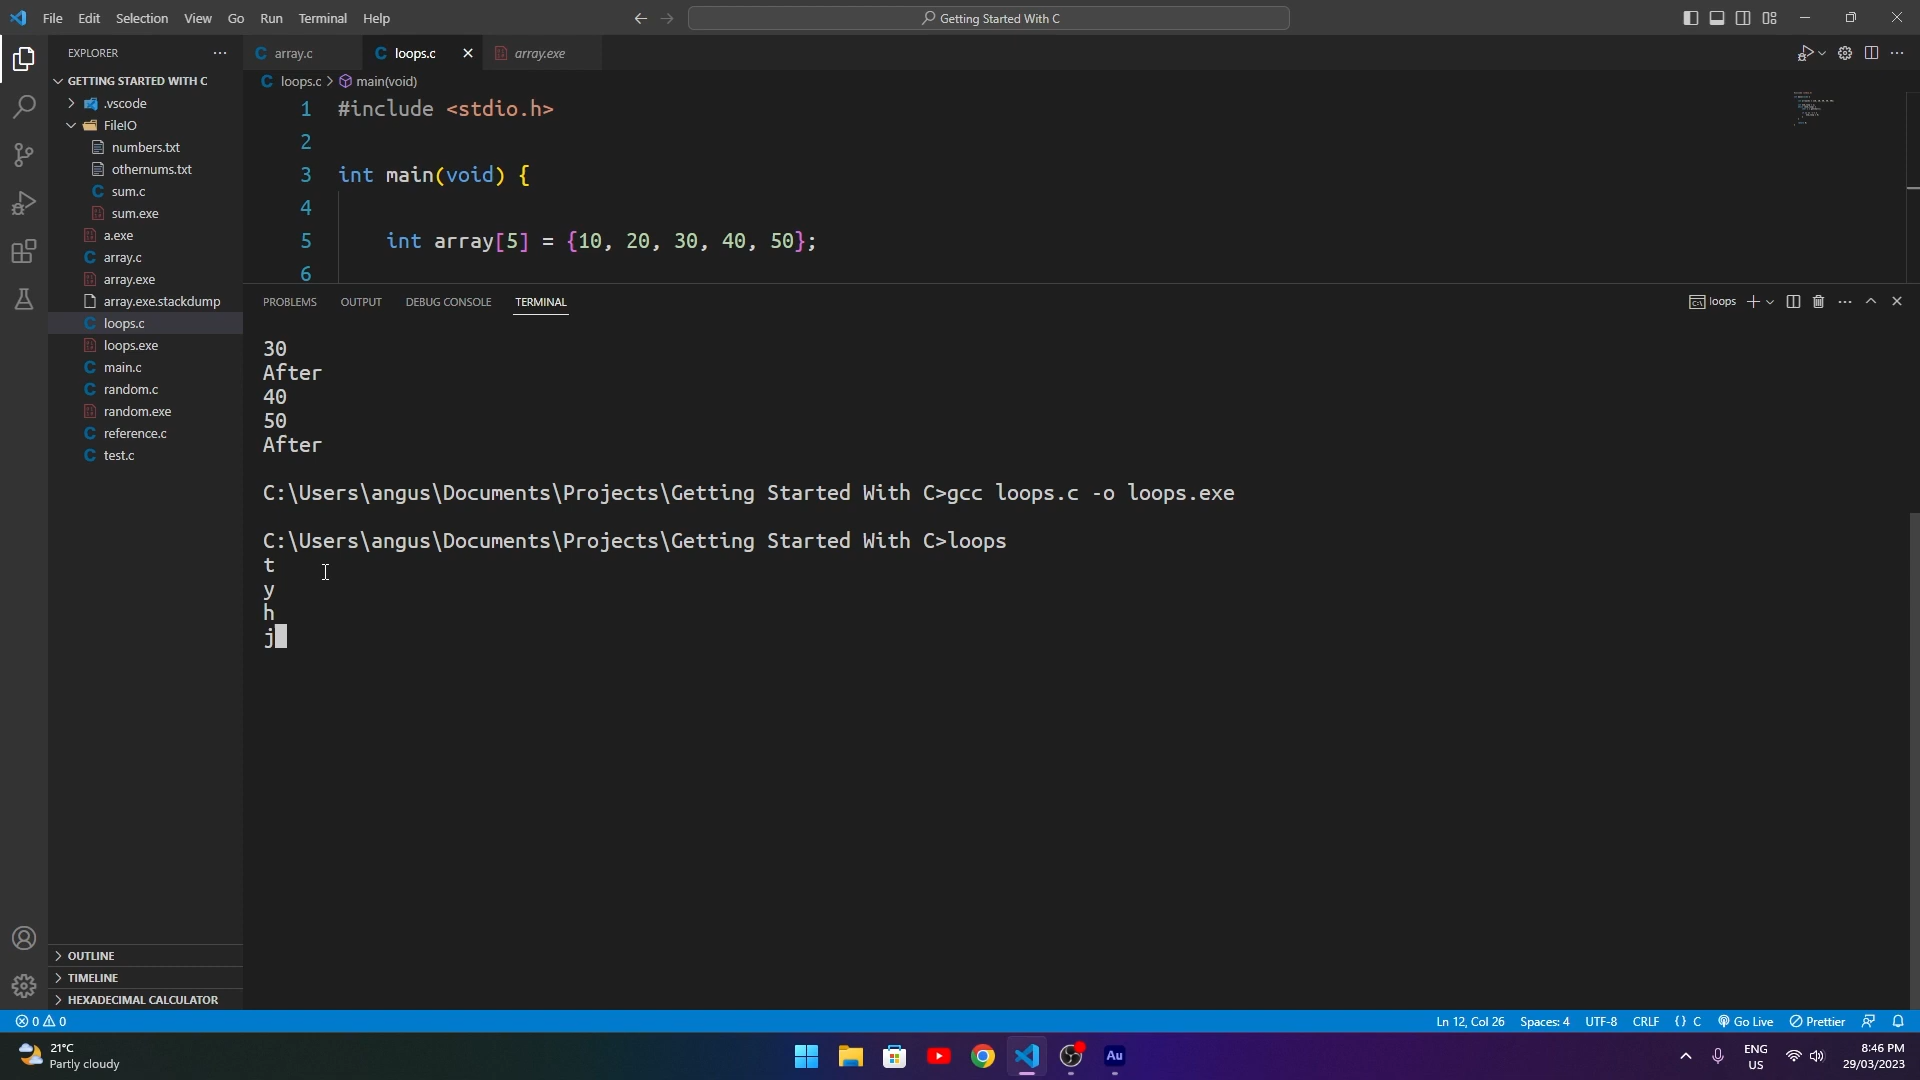 File Edit Selection View Go Run Terminal Help
Getting Started With C
EXPLORER
GETTING STARTED WITH C
.vscode
FileIO
numbers.txt
othernums.txt
sum.c
sum.exe
a.exe
array.c
array.exe
array.exe.stackdump
loops.c
loops.exe
main.c
random.c
random.exe
reference.c
test.c
OUTLINE
TIMELINE
HEXADECIMAL CALCULATOR
array.c loops.c array.exe
loops.c > main(void)
1 #include <stdio.h>
2
3 int main(void) {
4
5 int array[5] = {10, 20, 30, 40, 50};
6
PROBLEMS OUTPUT DEBUG CONSOLE TERMINAL
loops
30
After
40
50
After
C:\Users\angus\Documents\Projects\Getting Started With C>gcc loops.c -o loops.exe
C:\Users\angus\Documents\Projects\Getting Started With C>loops
t
y
h
j
0 0
Ln 12, Col 26 Spaces: 4 UTF-8 CRLF {} C Go Live Prettier
21°C
Partly cloudy
Au
ENG
US
8:46 PM
29/03/2023